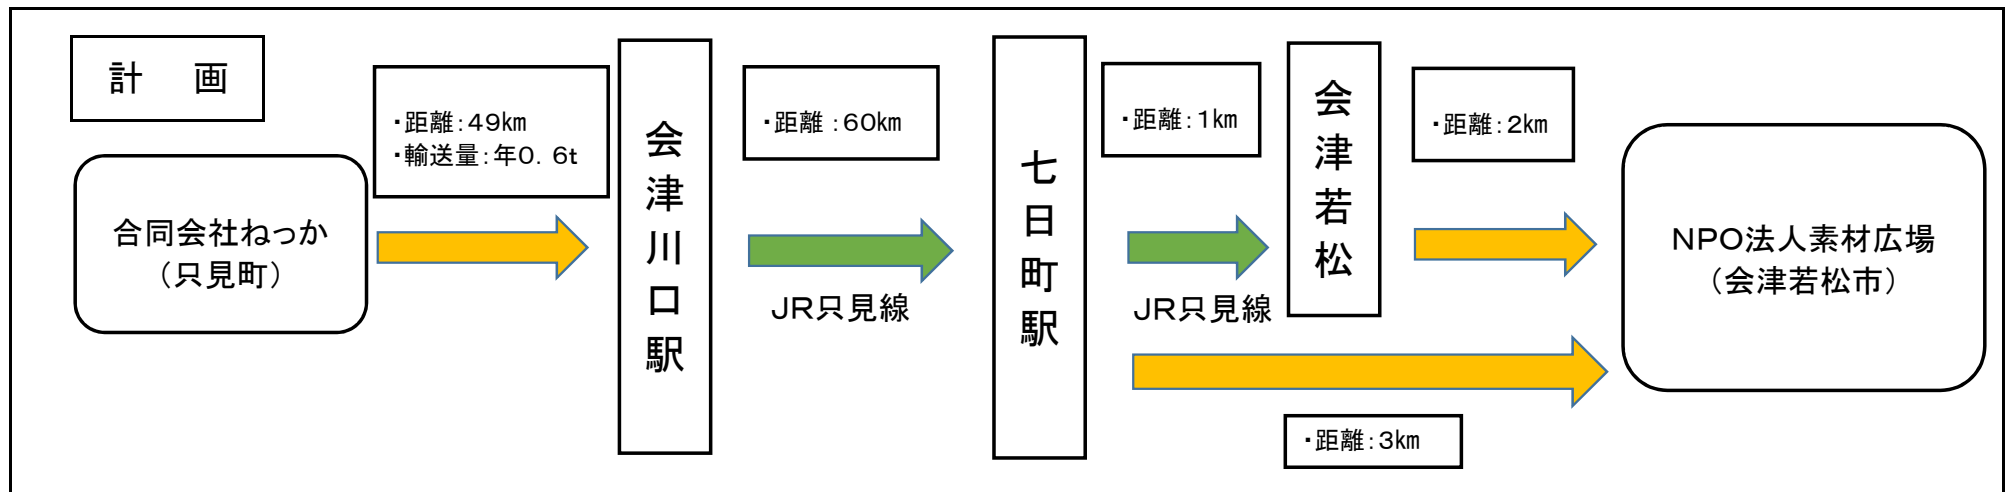 計　画
・距離：49㎞
・輸送量：年0．6t
合同会社ねっか
（只見町）
会津川口駅
・距離：60㎞
JR只見線
七日町駅
・距離：1㎞
JR只見線
会津若松
・距離：2㎞
・距離：3㎞
NPO法人素材広場
（会津若松市）